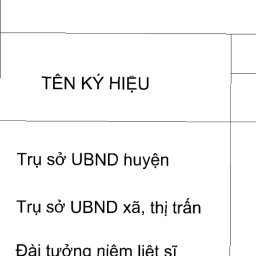 TÊN KÝ HIỆU
Trụ sở UBND huyện
Trụ sở UBND xã, thị trấn
Đài tưởng niệm liệt sĩ